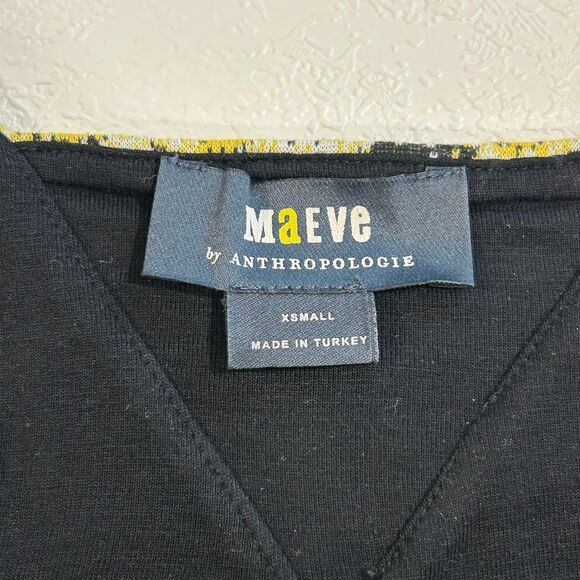 MaEVe
by ANTHROPOLOGIE
XSMALL
MADE IN TURKEY